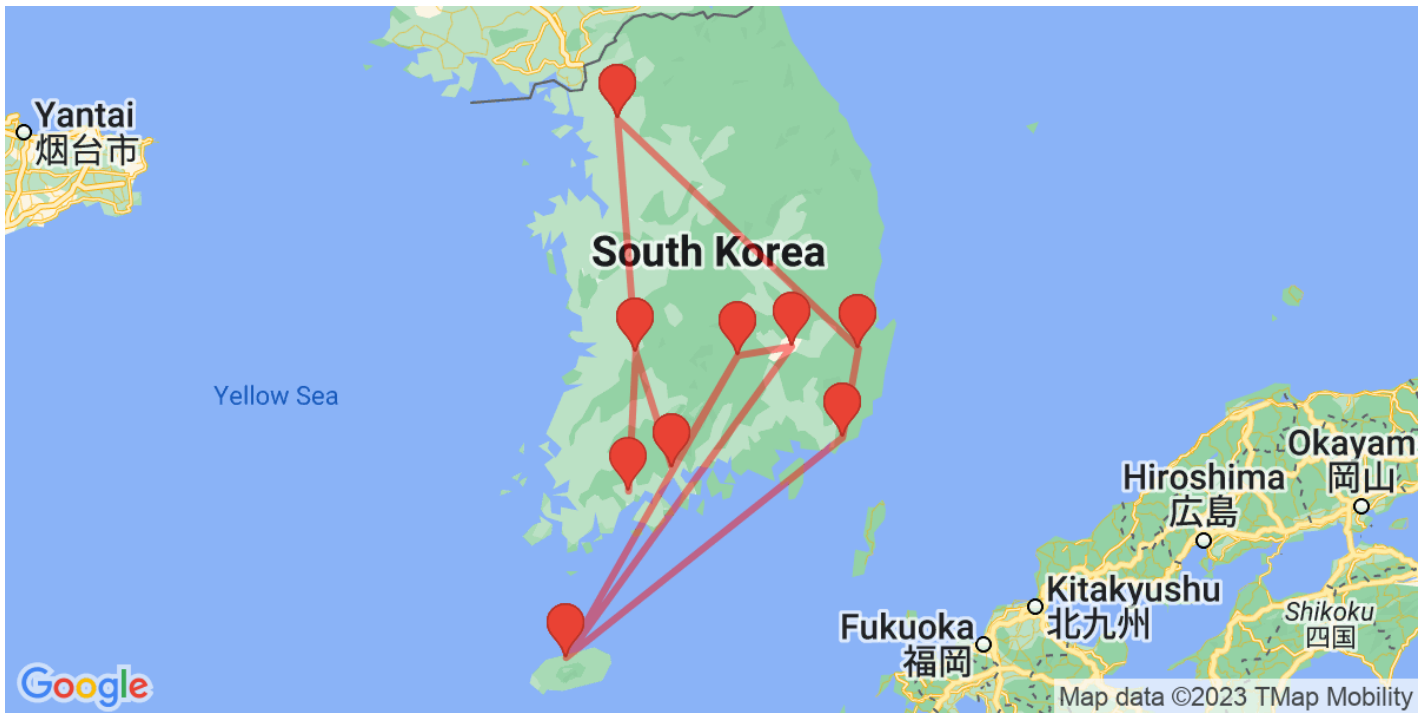 Yantai
烟台市
South Korea
Yellow Sea
Okayam
岡山
Hiroshima
広島
Kitakyushu
北九州
Shikoku
四国
Fukuoka
福岡
Google
Map data ©2023 TMap Mobility